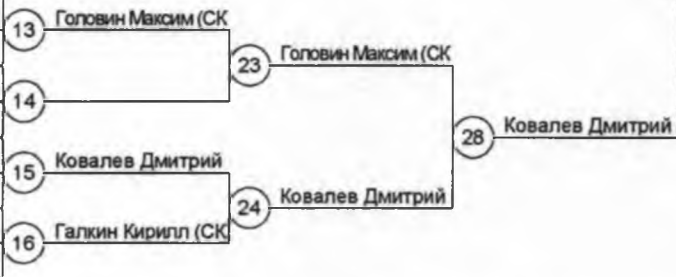 13 Головин Максим (СК
23 Головин Максим (СК
14
28 Ковалев Дмитрий
15 Ковалев Дмитрий
24 Ковалев Дмитрий
16 Галкин Кирилл (СК